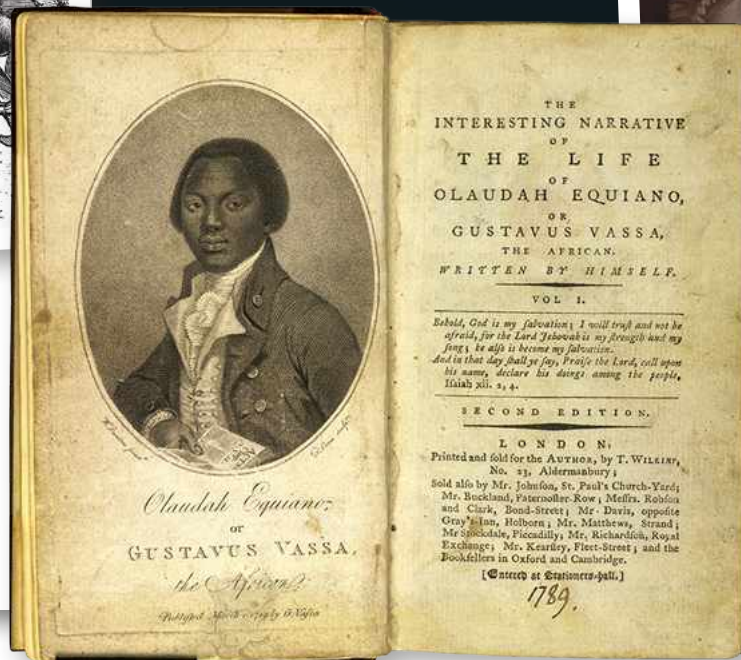 Olaudah Equiano;
or
GUSTAVUS VASSA,
the African.
Publish'd March 1 1789 by G. Vassa
THE
INTERESTING NARRATIVE
OF
THE LIFE
OF
OLAUDAH EQUIANO,
OR
GUSTAVUS VASSA,
THE AFRICAN.
WRITTEN BY HIMSELF.
VOL I.
Behold, God is my ſalvation; I will truſt and not be
afraid, for the Lord Jehovah is my ſtrength and my
ſong; he alſo is become my ſalvation.
And in that day ſhall ye ſay, Praiſe the Lord, call upon
his name, declare his doings among the people,
Iſaiah xii. 2, 4.
SECOND EDITION.
LONDON:
Printed and ſold for the AUTHOR, by T. WILKINS,
No. 23, Aldermanbury;
Sold alſo by Mr. Johnſon, St. Paul's Church-Yard;
Mr. Buckland, Paternoſter-Row; Meſſrs. Robſon
and Clark, Bond-Street; Mr. Davis, oppoſite
Gray's-Inn, Holborn; Mr. Matthews, Strand;
Mr Stockdale, Piccadilly; Mr. Richardſon, Royal
Exchange; Mr. Kearſley, Fleet-Street; and the
Bookſellers in Oxford and Cambridge.
[Entered at Stationers-hall.]
1789.